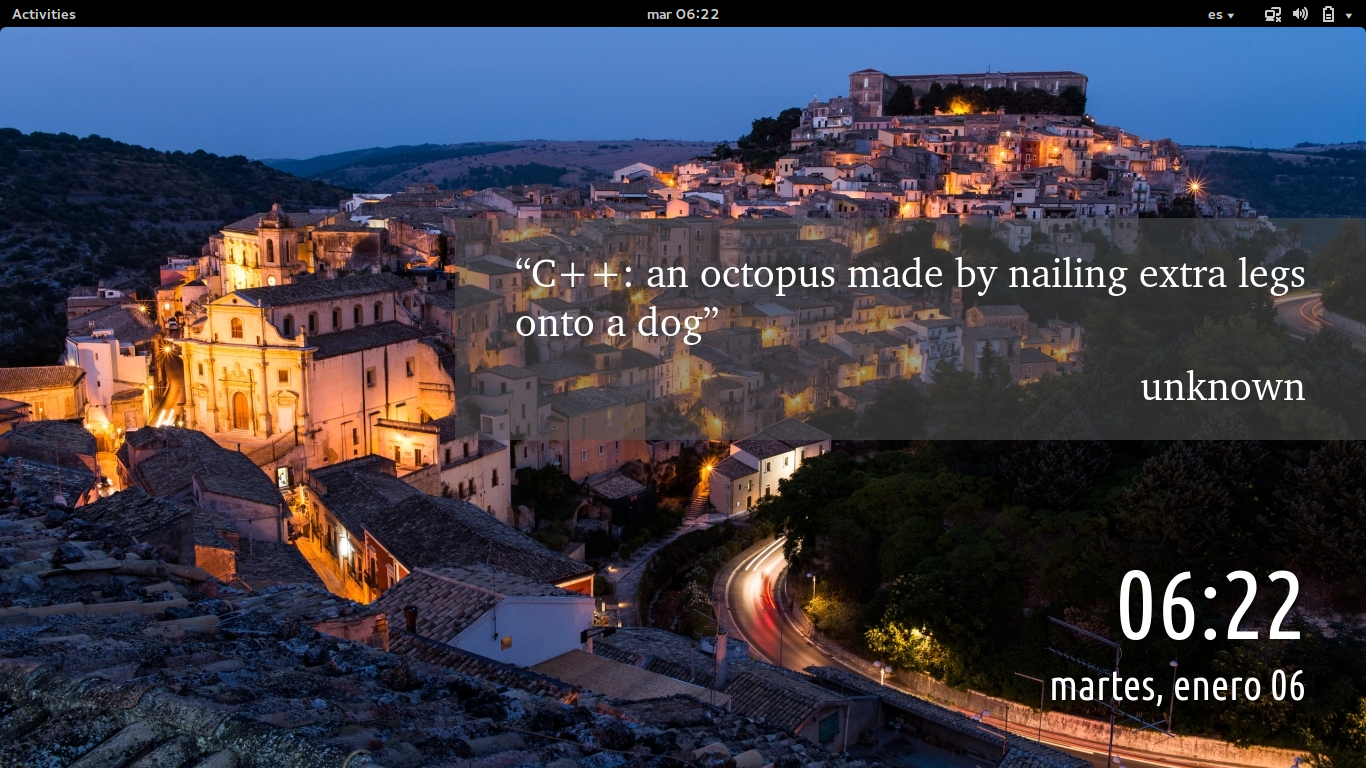 Activities
mar 06:22
es
“C++: an octopus made by nailing extra legs
onto a dog”
unknown
06:22
martes, enero 06